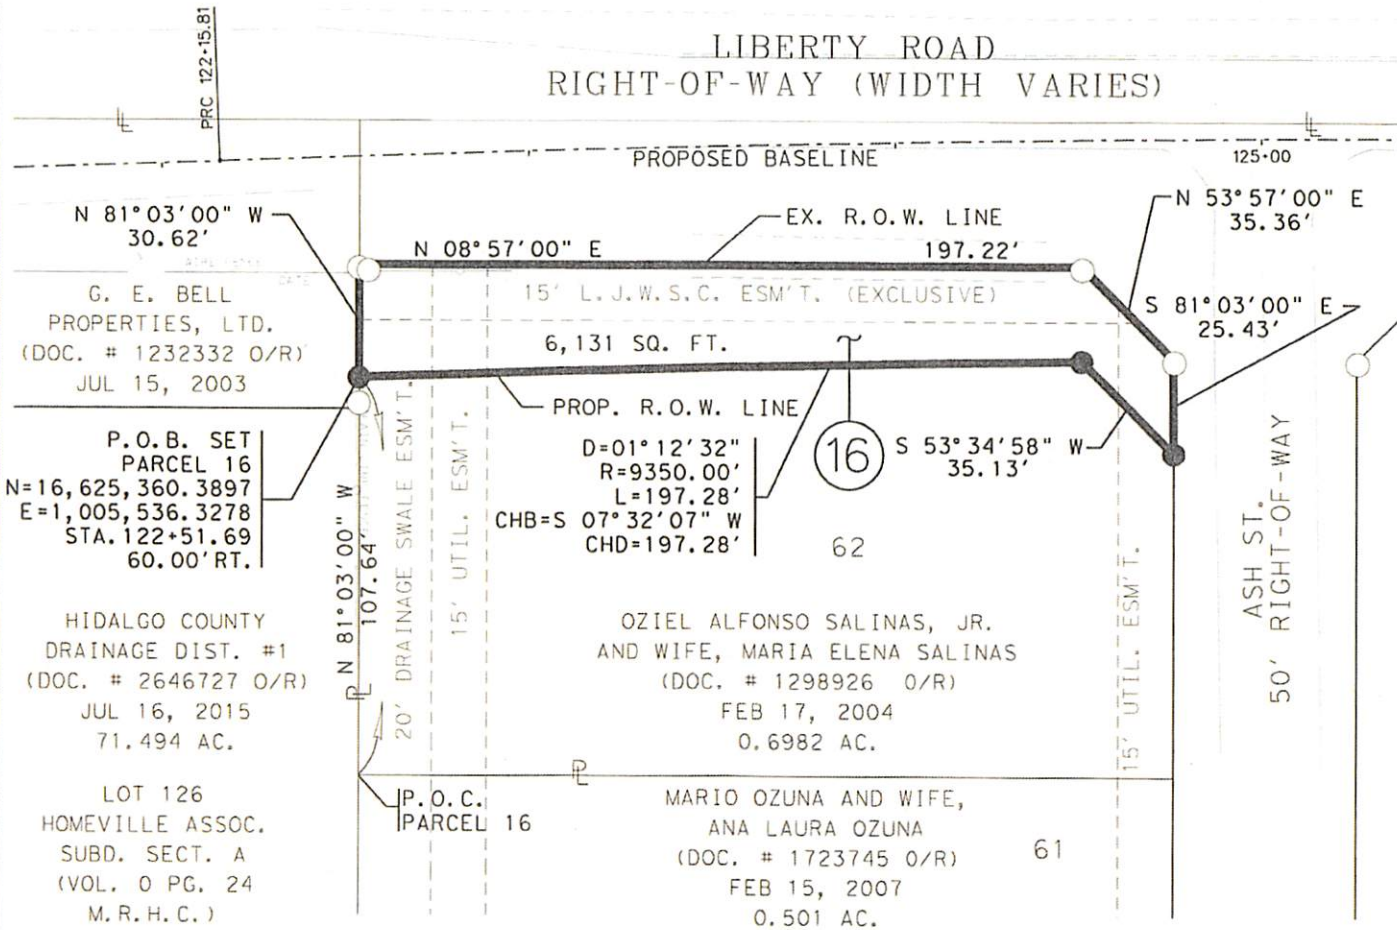 PRC 122+15.81
LIBERTY ROAD
RIGHT-OF-WAY (WIDTH VARIES)
PROPOSED BASELINE
125+00
N 81°03'00" W
30.62'
N 08°57'00" E
EX. R.O.W. LINE
197.22'
N 53°57'00" E
35.36'
G. E. BELL
PROPERTIES, LTD.
(DOC. # 1232332 O/R)
JUL 15, 2003
15' L.J.W.S.C. ESM'T. (EXCLUSIVE)
S 81°03'00" E
25.43'
6,131 SQ. FT.
PROP. R.O.W. LINE
D=01°12'32"
R=9350.00'
L=197.28'
CHB=S 07°32'07" W
CHD=197.28'
16
S 53°34'58" W
35.13'
P.O.B. SET
PARCEL 16
N=16,625,360.3897
E=1,005,536.3278
STA.122+51.69
60.00'RT.
N 81°03'00" W
107.64'
20' DRAINAGE SWALE ESM'T.
15' UTIL. ESM'T.
62
15' UTIL. ESM'T.
ASH ST.
50' RIGHT-OF-WAY
HIDALGO COUNTY
DRAINAGE DIST. #1
(DOC. # 2646727 O/R)
JUL 16, 2015
71.494 AC.
OZIEL ALFONSO SALINAS, JR.
AND WIFE, MARIA ELENA SALINAS
(DOC. # 1298926 O/R)
FEB 17, 2004
0.6982 AC.
LOT 126
HOMEVILLE ASSOC.
SUBD. SECT. A
(VOL. 0 PG. 24
M.R.H.C.)
P.O.C.
PARCEL 16
MARIO OZUNA AND WIFE,
ANA LAURA OZUNA
(DOC. # 1723745 O/R)
FEB 15, 2007
0.501 AC.
61